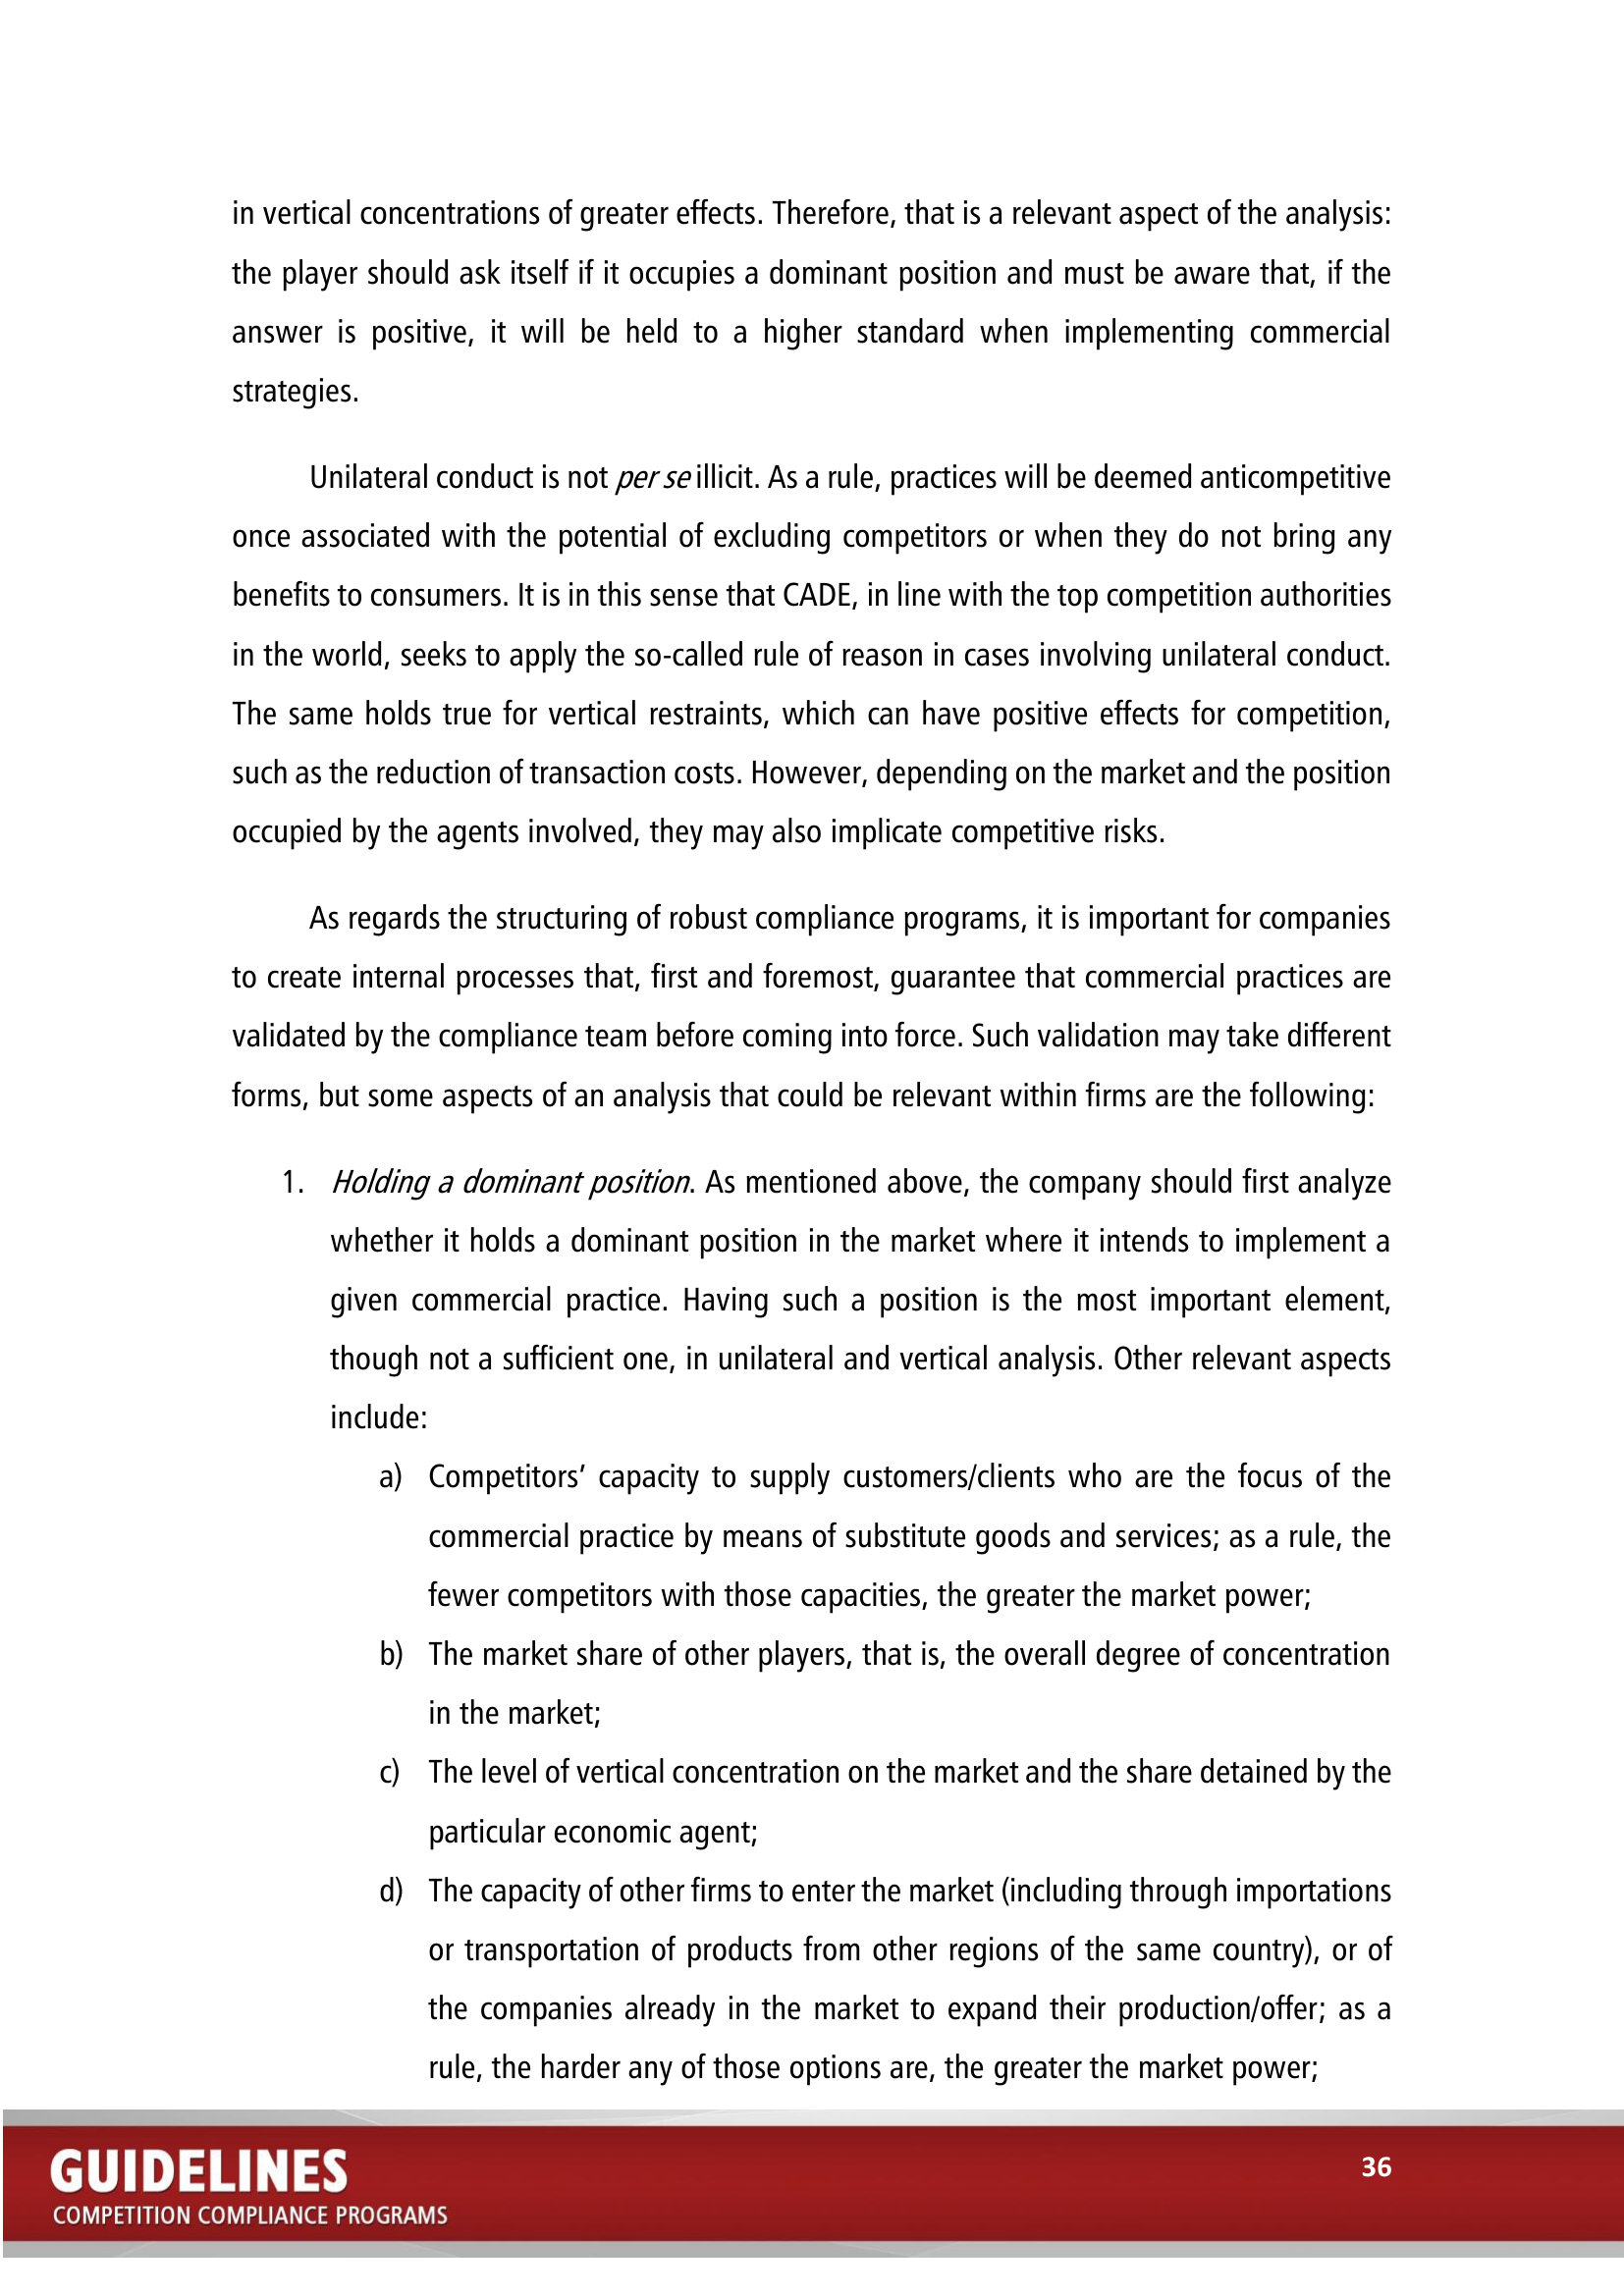 in vertical concentrations of greater effects. Therefore, that is a relevant aspect of the analysis:
the player should ask itself if it occupies a dominant position and must be aware that, if the
answer is positive, it will be held to a higher standard when implementing commercial
strategies.
Unilateral conduct is not per se illicit. As a rule, practices will be deemed anticompetitive
once associated with the potential of excluding competitors or when they do not bring any
benefits to consumers. It is in this sense that CADE, in line with the top competition authorities
in the world, seeks to apply the so-called rule of reason in cases involving unilateral conduct.
The same holds true for vertical restraints, which can have positive effects for competition,
such as the reduction of transaction costs. However, depending on the market and the position
occupied by the agents involved, they may also implicate competitive risks.
As regards the structuring of robust compliance programs, it is important for companies
to create internal processes that, first and foremost, guarantee that commercial practices are
validated by the compliance team before coming into force. Such validation may take different
forms, but some aspects of an analysis that could be relevant within firms are the following:
1. Holding a dominant position. As mentioned above, the company should first analyze
whether it holds a dominant position in the market where it intends to implement a
given commercial practice. Having such a position is the most important element,
though not a sufficient one, in unilateral and vertical analysis. Other relevant aspects
include:
a) Competitors’ capacity to supply customers/clients who are the focus of the
commercial practice by means of substitute goods and services; as a rule, the
fewer competitors with those capacities, the greater the market power;
b) The market share of other players, that is, the overall degree of concentration
in the market;
c) The level of vertical concentration on the market and the share detained by the
particular economic agent;
d) The capacity of other firms to enter the market (including through importations
or transportation of products from other regions of the same country), or of
the companies already in the market to expand their production/offer; as a
rule, the harder any of those options are, the greater the market power;
GUIDELINES
COMPETITION COMPLIANCE PROGRAMS
36